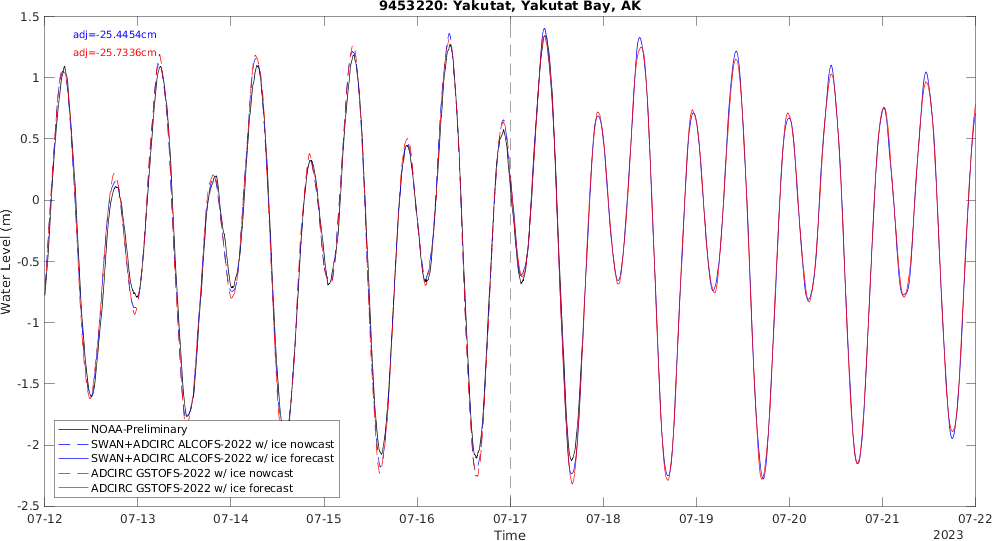 9453220: Yakutat, Yakutat Bay, AK
adj=-25.4454cm
adj=-25.7336cm
1.5
1
0.5
0
-0.5
-1
-1.5
-2
-2.5
Water Level (m)
NOAA-Preliminary
SWAN+ADCIRC ALCOFS-2022 w/ ice nowcast
SWAN+ADCIRC ALCOFS-2022 w/ ice forecast
ADCIRC GSTOFS-2022 w/ ice nowcast
ADCIRC GSTOFS-2022 w/ ice forecast
07-12 07-13 07-14 07-15 07-16 07-17 07-18 07-19 07-20 07-21 07-22
Time
2023